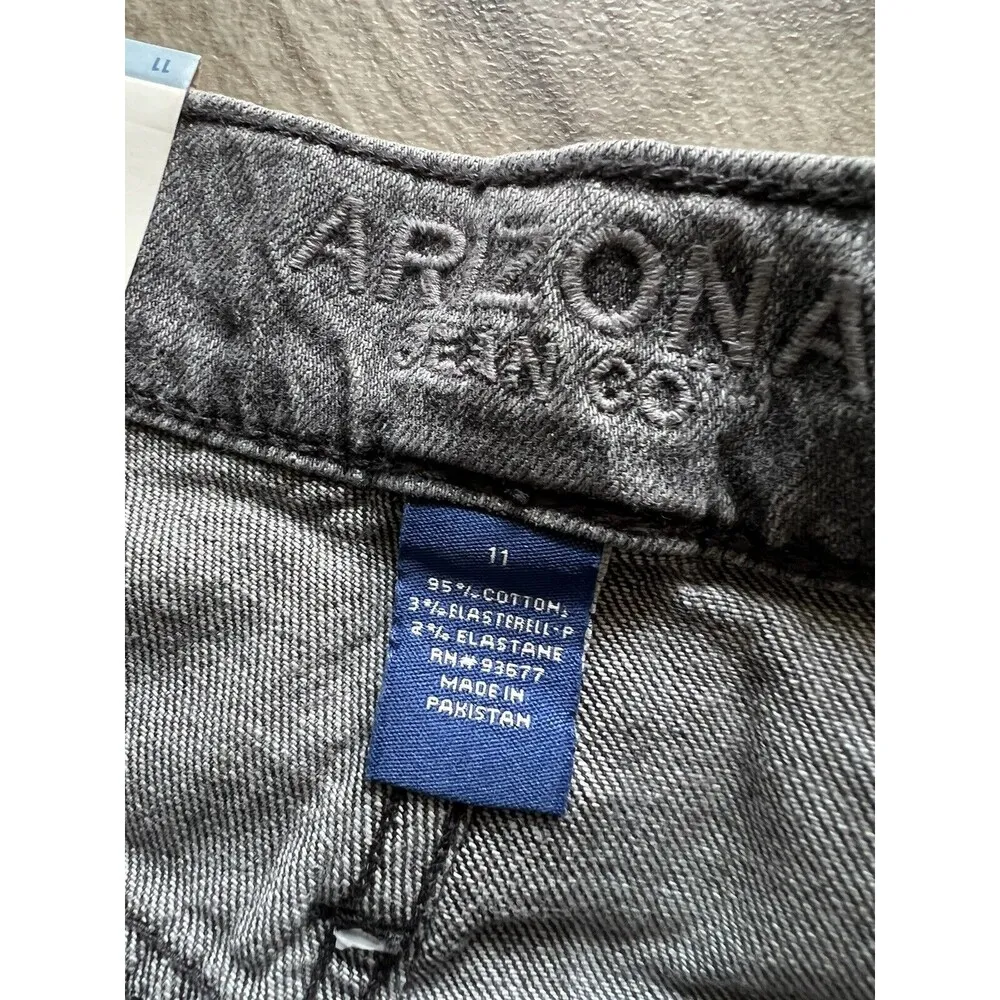 11
ARIZONA
JEAN CO
11
95% COTTON,
3% ELASTERELL-P
2% ELASTANE
RN# 93677
MADE IN
PAKISTAN